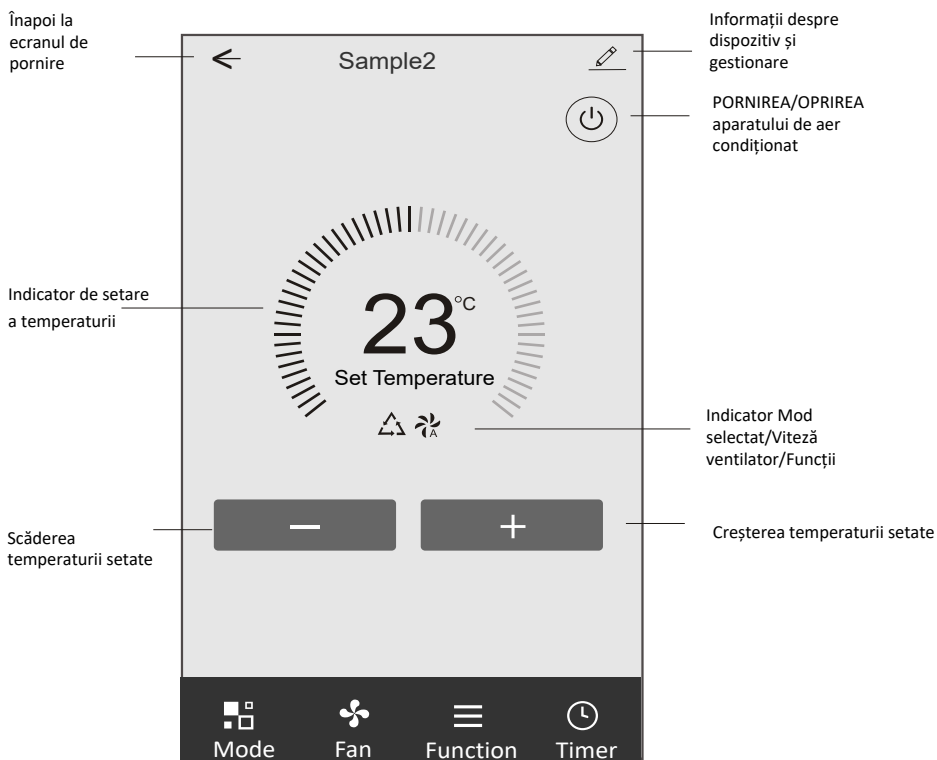 Înapoi la
ecranul de
pornire
Sample2
Informații despre
dispozitiv și
gestionare
PORNIREA/OPRIREA
aparatului de aer
condiționat
Indicator de setare
a temperaturii
23°C
Set Temperature
A
Indicator Mod
selectat/Viteză
ventilator/Funcții
Scăderea
temperaturii setate
Creșterea temperaturii setate
Mode Fan Function Timer